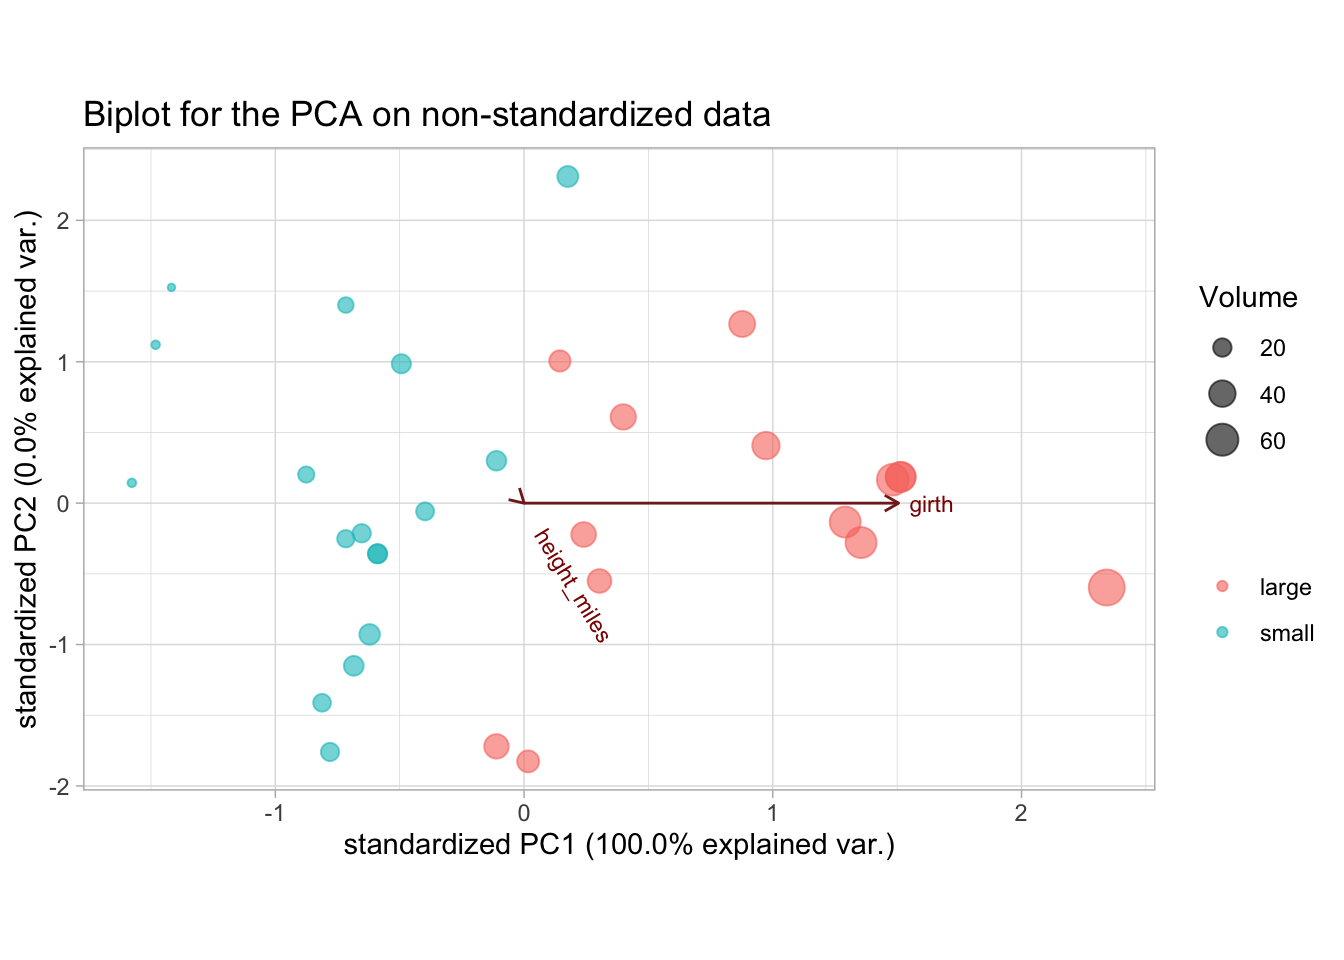 Biplot for the PCA on non-standardized data
standardized PC2 (0.0% explained var.)
2
1
0
-1
-2
girth
height_miles
-1
0
1
2
standardized PC1 (100.0% explained var.)
Volume
20
40
60
large
small